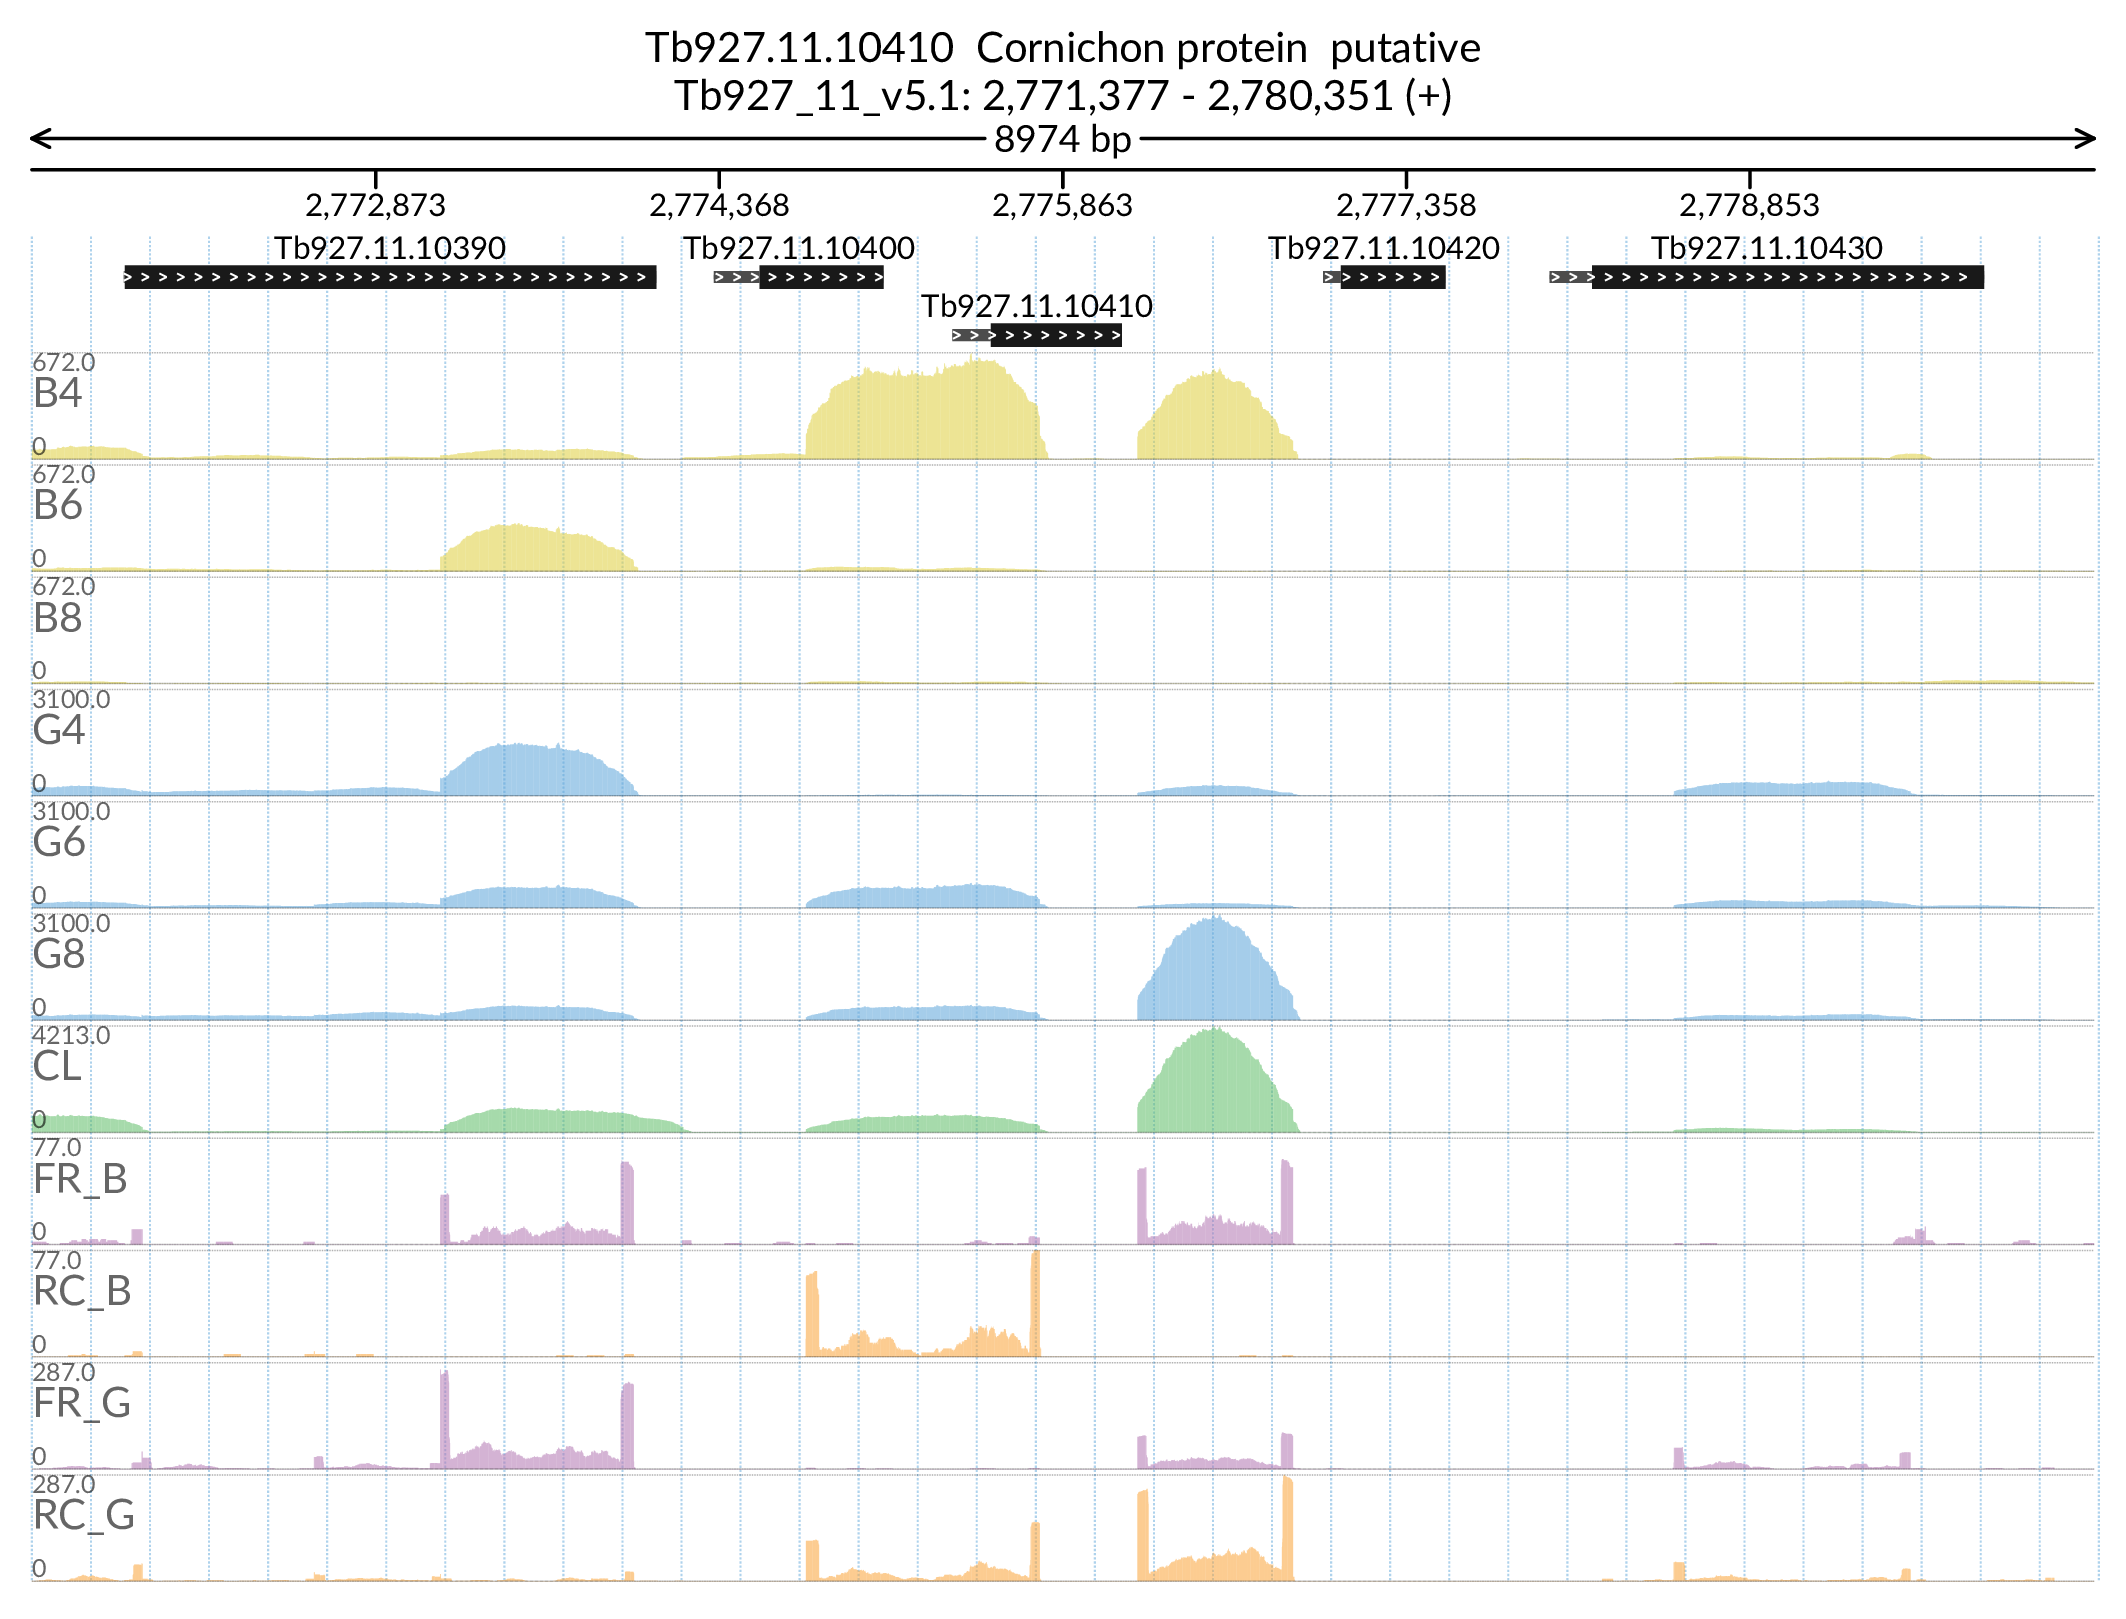 Tb927.11.10410  Cornichon protein  putative
Tb927_11_v5.1: 2,771,377 - 2,780,351 (+)
8974 bp
2,772,873 2,774,368 2,775,863 2,777,358 2,778,853
Tb927.11.10390 Tb927.11.10400 Tb927.11.10420 Tb927.11.10430
Tb927.11.10410
672.0
B4
0
672.0
B6
0
672.0
B8
0
3100.0
G4
0
3100.0
G6
0
3100.0
G8
0
4213.0
CL
0
77.0
FR_B
0
77.0
RC_B
0
287.0
FR_G
0
287.0
RC_G
0